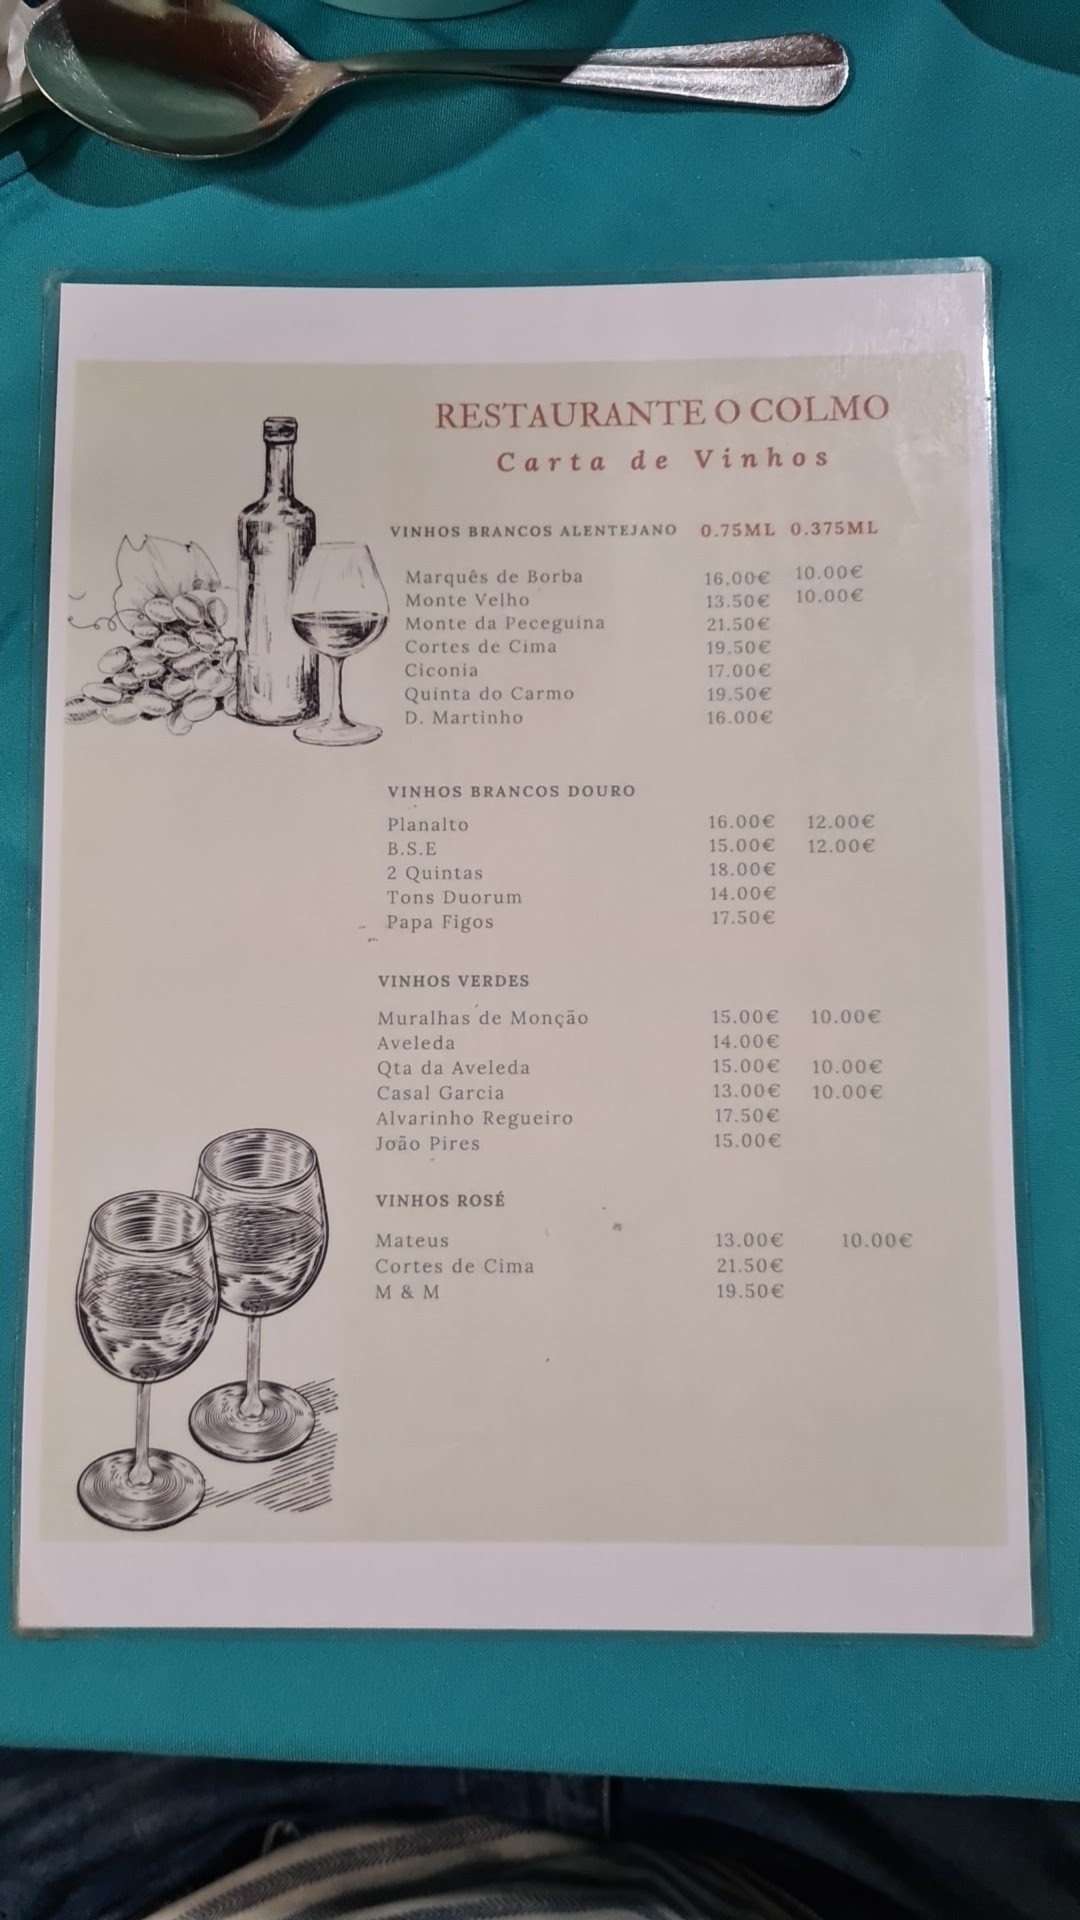 RESTAURANTE O COLMO
Carta de Vinhos
VINHOS BRANCOS ALENTEJANO 0.75ML 0.375ML
Marquês de Borba 16,00€ 10.00€
Monte Velho 13.50€ 10.00€
Monte da Peceguina 21.50€
Cortes de Cima 19.50€
Ciconia 17.00€
Quinta do Carmo 19.50€
D. Martinho 16.00€
VINHOS BRANCOS DOURO
Planalto 16.00€ 12.00€
B.S.E 15.00€ 12.00€
2 Quintas 18.00€
Tons Duorum 14.00€
Papa Figos 17.50€
VINHOS VERDES
Muralhas de Monção 15.00€ 10.00€
Aveleda 14.00€
Qta da Aveleda 15.00€ 10.00€
Casal Garcia 13.00€ 10.00€
Alvarinho Regueiro 17.50€
João Pires 15.00€
VINHOS ROSÉ
Mateus 13.00€ 10.00€
Cortes de Cima 21.50€
M & M 19.50€